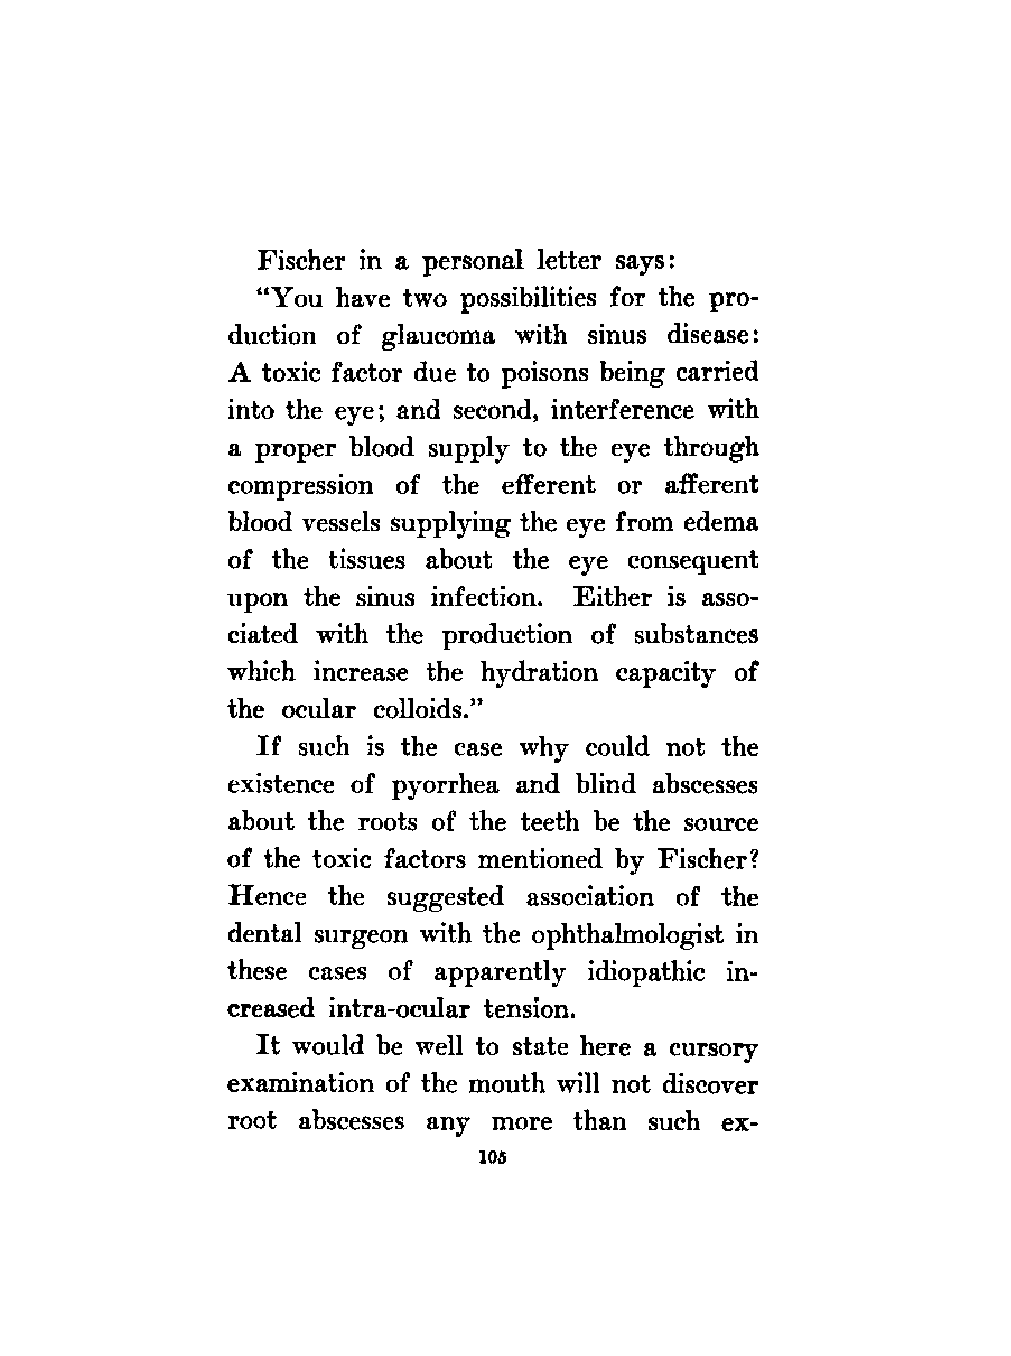 Fischer in a personal letter says:
“You have two possibilities for the pro-
duction of glaucoma with sinus disease:
A toxic factor due to poisons being carried
into the eye; and second, interference with
a proper blood supply to the eye through
compression of the efferent or afferent
blood vessels supplying the eye from edema
of the tissues about the eye consequent
upon the sinus infection. Either is asso-
ciated with the production of substances
which increase the hydration capacity of
the ocular colloids.”
If such is the case why could not the
existence of pyorrhea and blind abscesses
about the roots of the teeth be the source
of the toxic factors mentioned by Fischer?
Hence the suggested association of the
dental surgeon with the ophthalmologist in
these cases of apparently idiopathic in-
creased intra-ocular tension.
It would be well to state here a cursory
examination of the mouth will not discover
root abscesses any more than such ex-
105